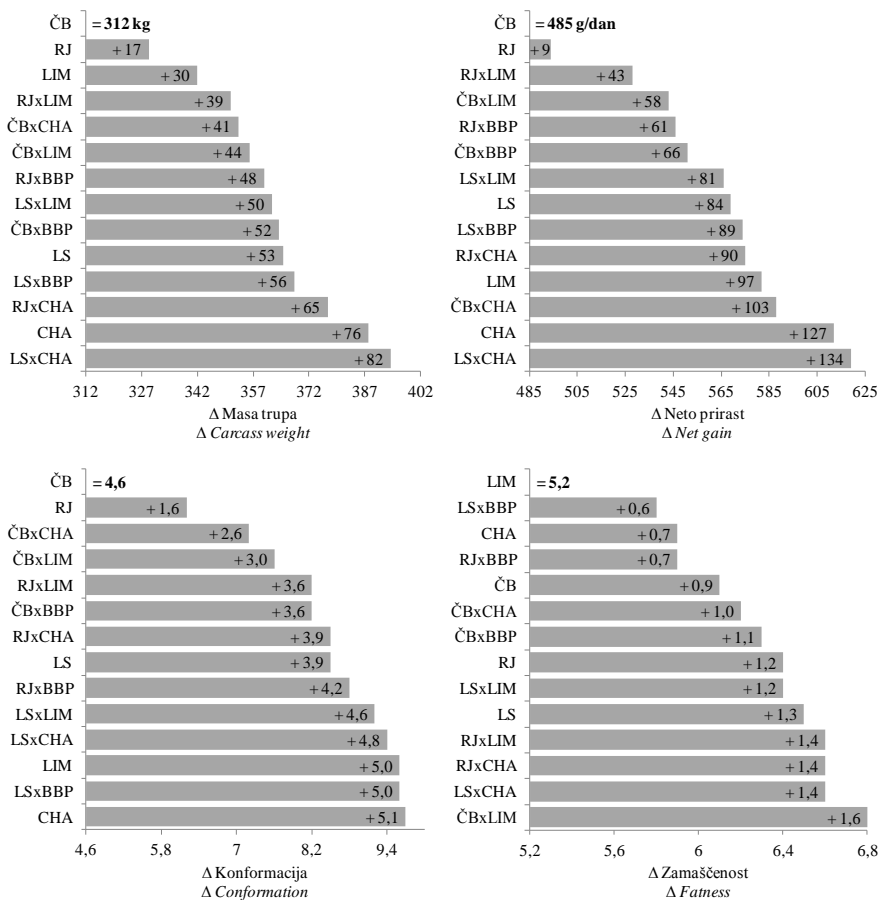 ČB = 312 kg
RJ + 17
LIM + 30
RJxLIM + 39
ČBxCHA + 41
ČBxLIM + 44
RJxBBP + 48
LSxLIM + 50
ČBxBBP + 52
LS + 53
LSxBBP + 56
RJxCHA + 65
CHA + 76
LSxCHA + 82
312 327 342 357 372 387 402
Δ Masa trupa
Δ Carcass weight
ČB = 485 g/dan
RJ + 9
RJxLIM + 43
ČBxLIM + 58
RJxBBP + 61
ČBxBBP + 66
LSxLIM + 81
LS + 84
LSxBBP + 89
RJxCHA + 90
LIM + 97
ČBxCHA + 103
CHA + 127
LSxCHA + 134
485 505 525 545 565 585 605 625
Δ Neto prirast
Δ Net gain
ČB = 4,6
RJ + 1,6
ČBxCHA + 2,6
ČBxLIM + 3,0
RJxLIM + 3,6
ČBxBBP + 3,6
RJxCHA + 3,9
LS + 3,9
RJxBBP + 4,2
LSxLIM + 4,6
LSxCHA + 4,8
LIM + 5,0
LSxBBP + 5,0
CHA + 5,1
4,6 5,8 7 8,2 9,4
Δ Konformacija
Δ Conformation
LIM = 5,2
LSxBBP + 0,6
CHA + 0,7
RJxBBP + 0,7
ČB + 0,9
ČBxCHA + 1,0
ČBxBBP + 1,1
RJ + 1,2
LSxLIM + 1,2
LS + 1,3
RJxLIM + 1,4
RJxCHA + 1,4
LSxCHA + 1,4
ČBxLIM + 1,6
5,2 5,6 6 6,4 6,8
Δ Zamaščenost
Δ Fatness